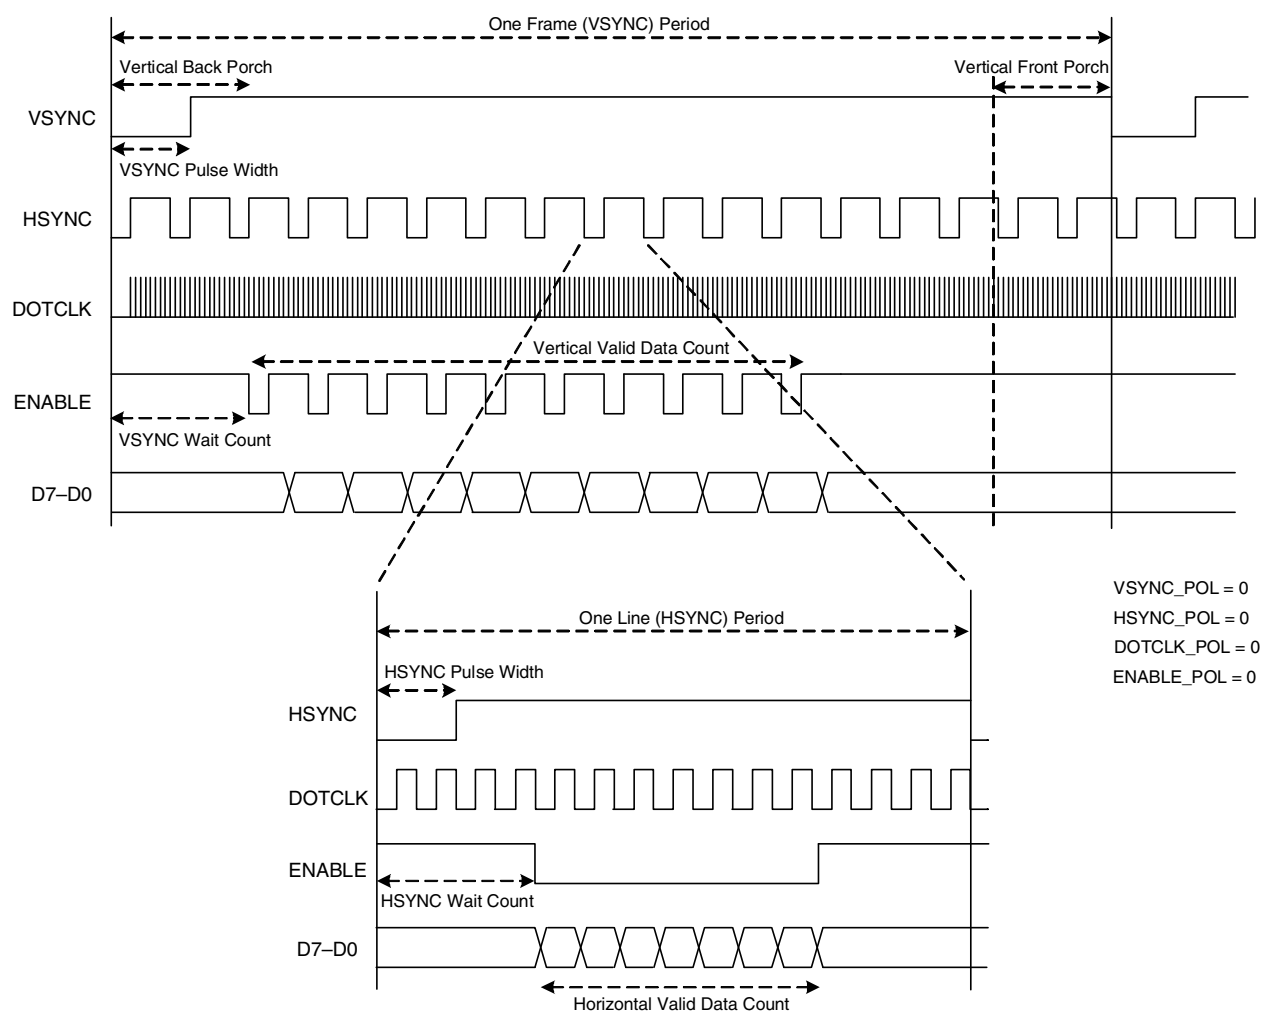 One Frame (VSYNC) Period
Vertical Back Porch
Vertical Front Porch
VSYNC
VSYNC Pulse Width
HSYNC
DOTCLK
Vertical Valid Data Count
ENABLE
VSYNC Wait Count
D7–D0
VSYNC_POL = 0
HSYNC_POL = 0
DOTCLK_POL = 0
ENABLE_POL = 0
One Line (HSYNC) Period
HSYNC Pulse Width
HSYNC
DOTCLK
ENABLE
HSYNC Wait Count
D7–D0
Horizontal Valid Data Count